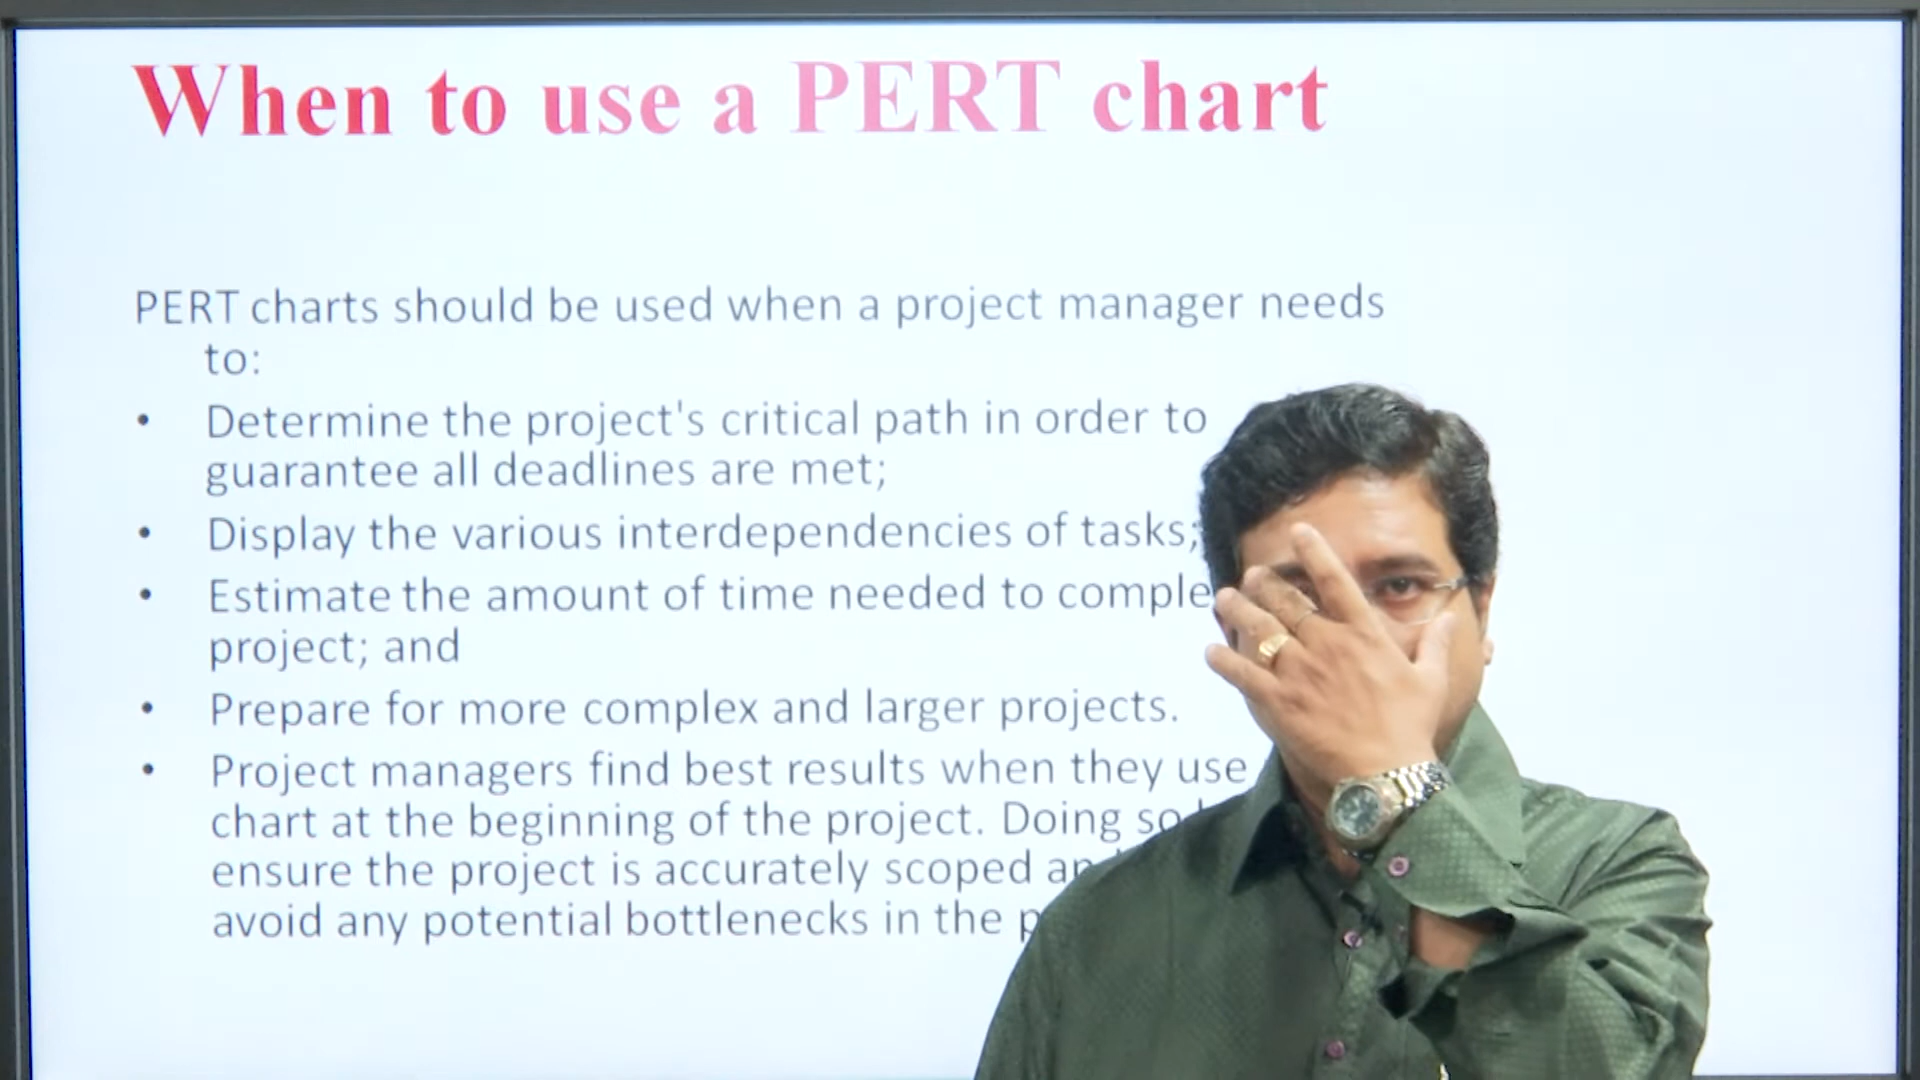 When to use a PERT chart
PERT charts should be used when a project manager needs
to:
• Determine the project's critical path in order to
guarantee all deadlines are met;
• Display the various interdependencies of tasks;
• Estimate the amount of time needed to
project; and
• Prepare for more complex and larger projects.
• Project managers find best results when they use
chart at the beginning of the project. Doing so
ensure the project is accurately scoped
avoid any potential bottlenecks in the